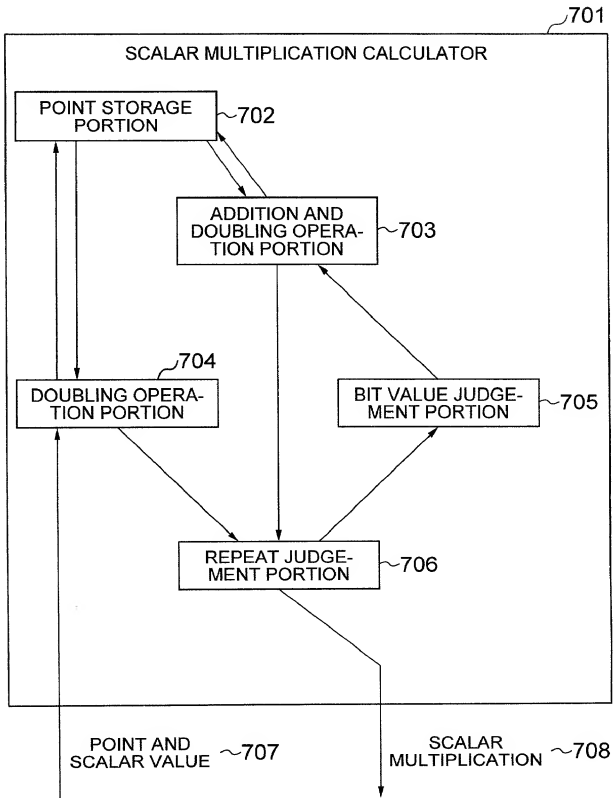 701
SCALAR MULTIPLICATION CALCULATOR
POINT STORAGE
PORTION
702
ADDITION AND
DOUBLING OPERA-
TION PORTION
703
704
DOUBLING OPERA-
TION PORTION
BIT VALUE JUDGE-
MENT PORTION
705
REPEAT JUDGE-
MENT PORTION
706
POINT AND
SCALAR VALUE
707
SCALAR
MULTIPLICATION
708